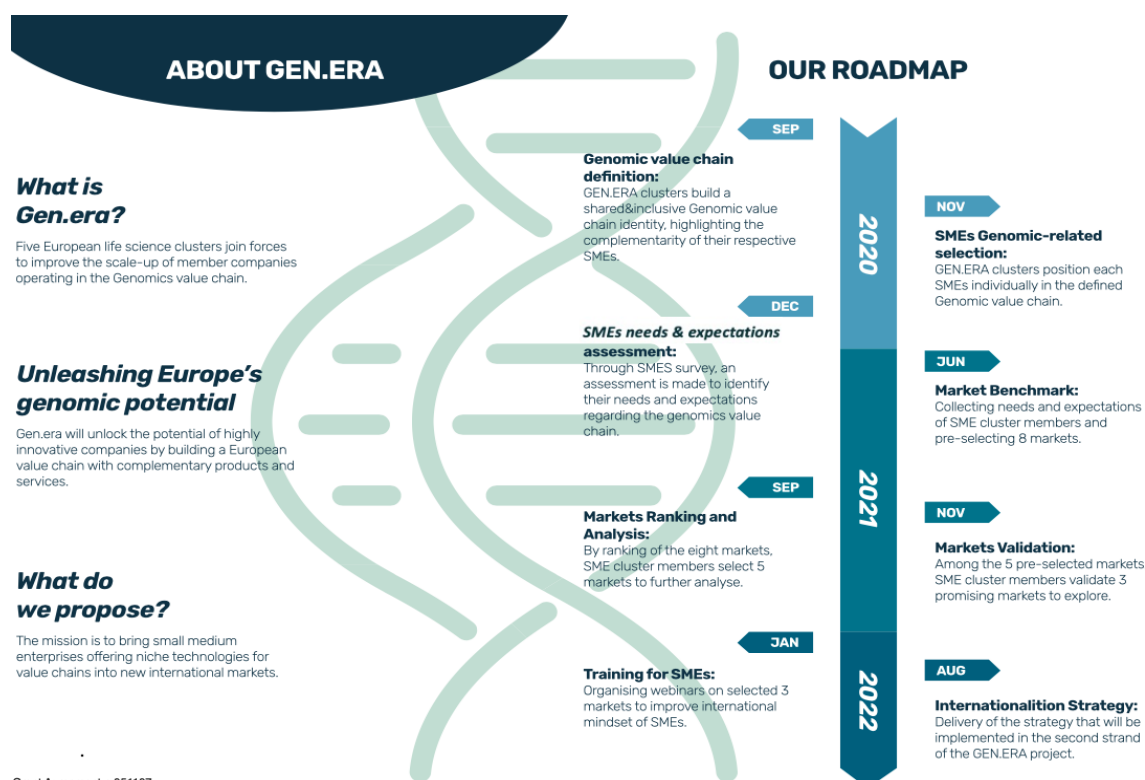 ABOUT GEN.ERA
What is
Gen.era?
Five European life science clusters join forces
to improve the scale-up of member companies
operating in the Genomics value chain.
Unleashing Europe's
genomic potential
Gen.era will unlock the potential of highly
innovative companies by building a European
value chain with complementary products and
services.
What do
we propose?
The mission is to bring small medium
enterprises offering niche technologies for
value chains into new international markets.
OUR ROADMAP
2020
SEP
Genomic value chain
definition:
GEN.ERA clusters build a
shared&inclusive Genomic value
chain identity, highlighting the
complementarity of their respective
SMEs.
NOV
SMEs Genomic-related
selection:
GEN.ERA clusters position each
SMEs individually in the defined
Genomic value chain.
DEC
SMEs needs & expectations
assessment:
Through SMES survey, an
assessment is made to identify
their needs and expectations
regarding the genomics value
chain.
2021
JUN
Market Benchmark:
Collecting needs and expectations
of SME cluster members and
pre-selecting 8 markets.
SEP
Markets Ranking and
Analysis:
By ranking of the eight markets,
SME cluster members select 5
markets to further analyse.
NOV
Markets Validation:
Among the 5 pre-selected markets
SME cluster members validate 3
promising markets to explore.
2022
JAN
Training for SMEs:
Organising webinars on selected 3
markets to improve international
mindset of SMEs.
AUG
Internationalition Strategy:
Delivery of the strategy that will be
implemented in the second strand
of the GEN.ERA project.